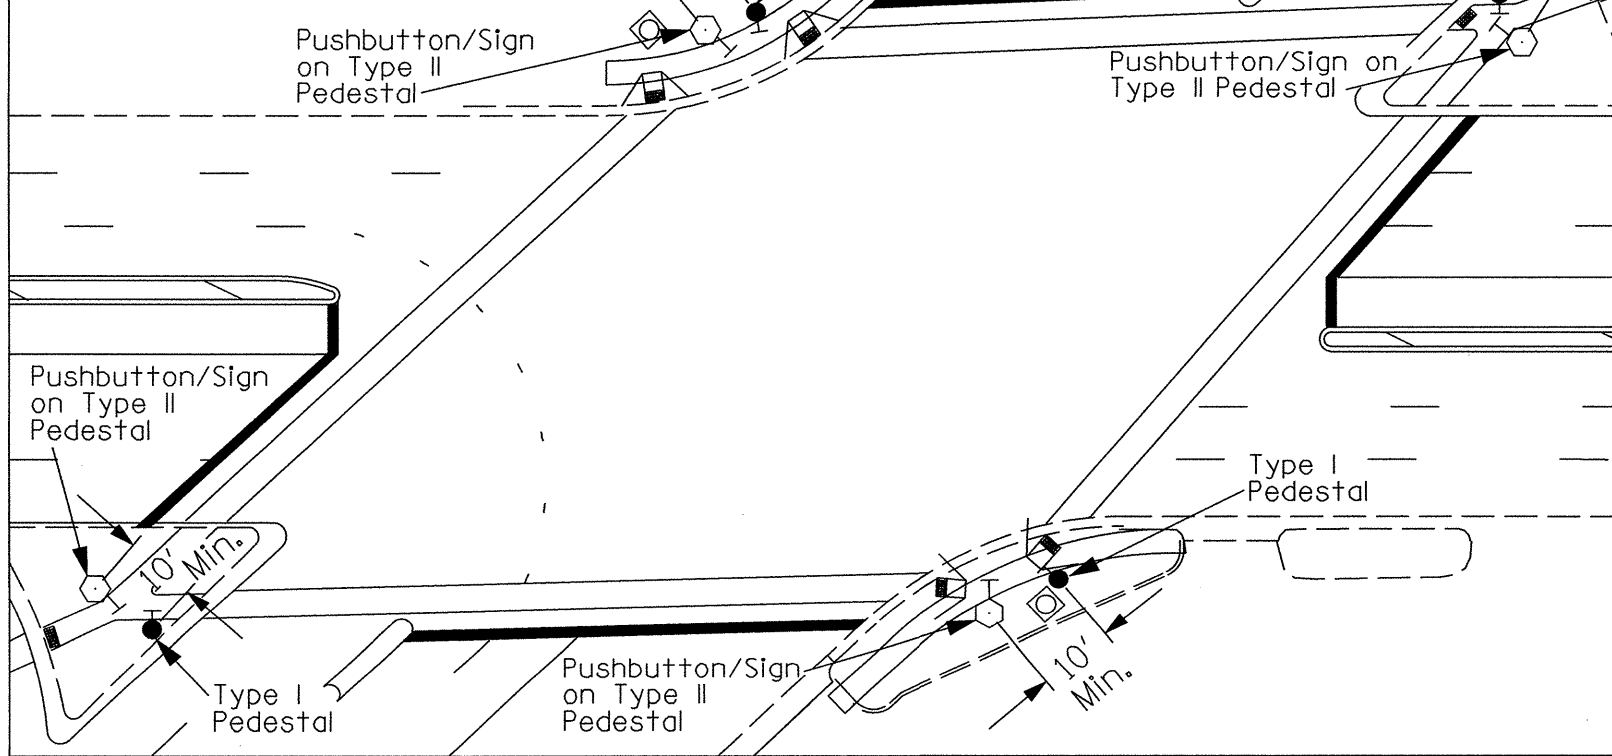 Pushbutton/Sign
on Type II
Pedestal
Pushbutton/Sign on
Type II Pedestal
Pushbutton/Sign
on Type II
Pedestal
Type I
Pedestal
10' Min.
Pushbutton/Sign
on Type II
Pedestal
10'
Min.
Type I
Pedestal